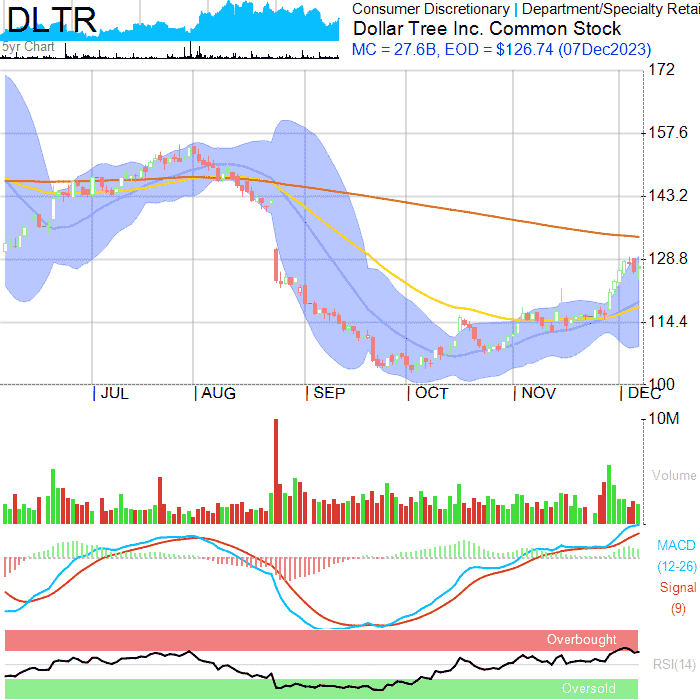 DLTR
5yr Chart
Consumer Discretionary | Department/Specialty Retai
Dollar Tree Inc. Common Stock
MC = 27.6B, EOD = $126.74 (07Dec2023)
172
157.6
143.2
128.8
114.4
100
JUL AUG SEP OCT NOV DEC
10M
Volume
MACD
(12-26)
Signal
(9)
Overbought
RSI(14)
Oversold